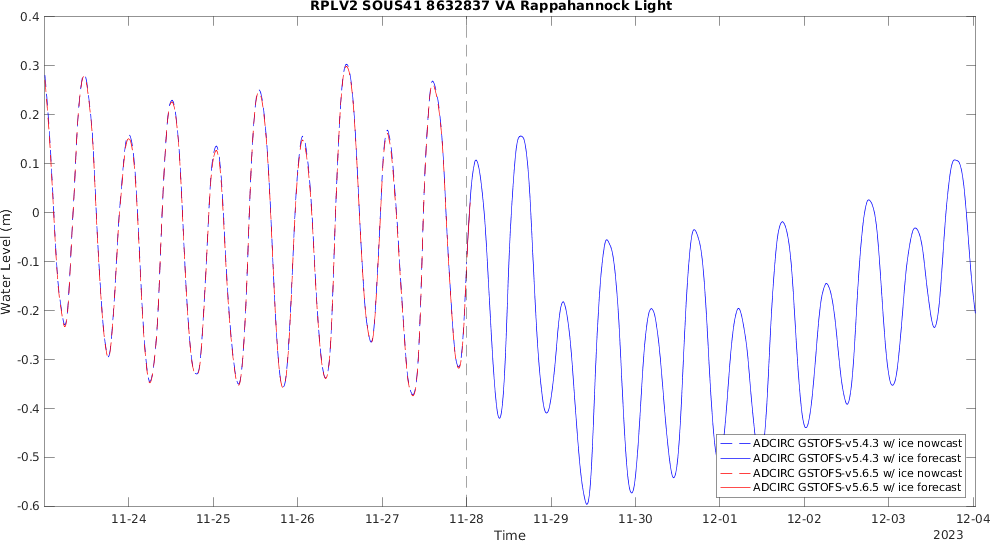 RPLV2 SOUS41 8632837 VA Rappahannock Light
0.4
0.3
0.2
0.1
0
-0.1
-0.2
-0.3
-0.4
-0.5
-0.6
Water Level (m)
ADCIRC GSTOFS-v5.4.3 w/ ice nowcast
ADCIRC GSTOFS-v5.4.3 w/ ice forecast
ADCIRC GSTOFS-v5.6.5 w/ ice nowcast
ADCIRC GSTOFS-v5.6.5 w/ ice forecast
11-24 11-25 11-26 11-27 11-28 11-29 11-30 12-01 12-02 12-03 12-04
Time
2023